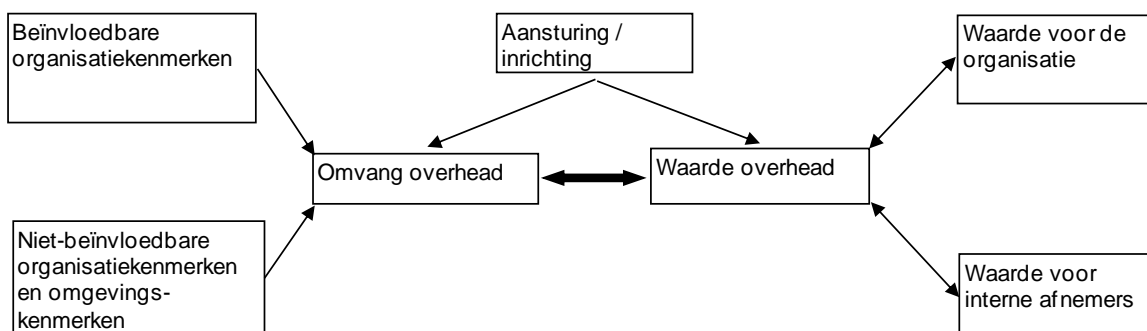 Beïnvloedbare
organisatiekenmerken
Aansturing /
inrichting
Waarde voor de
organisatie
Omvang overhead
Waarde overhead
Niet-beïnvloedbare
organisatiekenmerken
en omgevings-
kenmerken
Waarde voor
interne afnemers